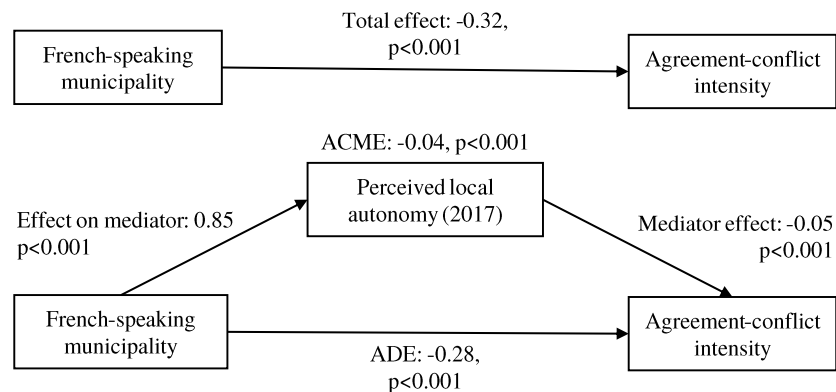 Total effect: -0.32,
p<0.001
French-speaking
municipality
Agreement-conflict
intensity
ACME: -0.04, p<0.001
Perceived local
autonomy (2017)
Effect on mediator: 0.85
p<0.001
Mediator effect: -0.05
p<0.001
French-speaking
municipality
Agreement-conflict
intensity
ADE: -0.28,
p<0.001